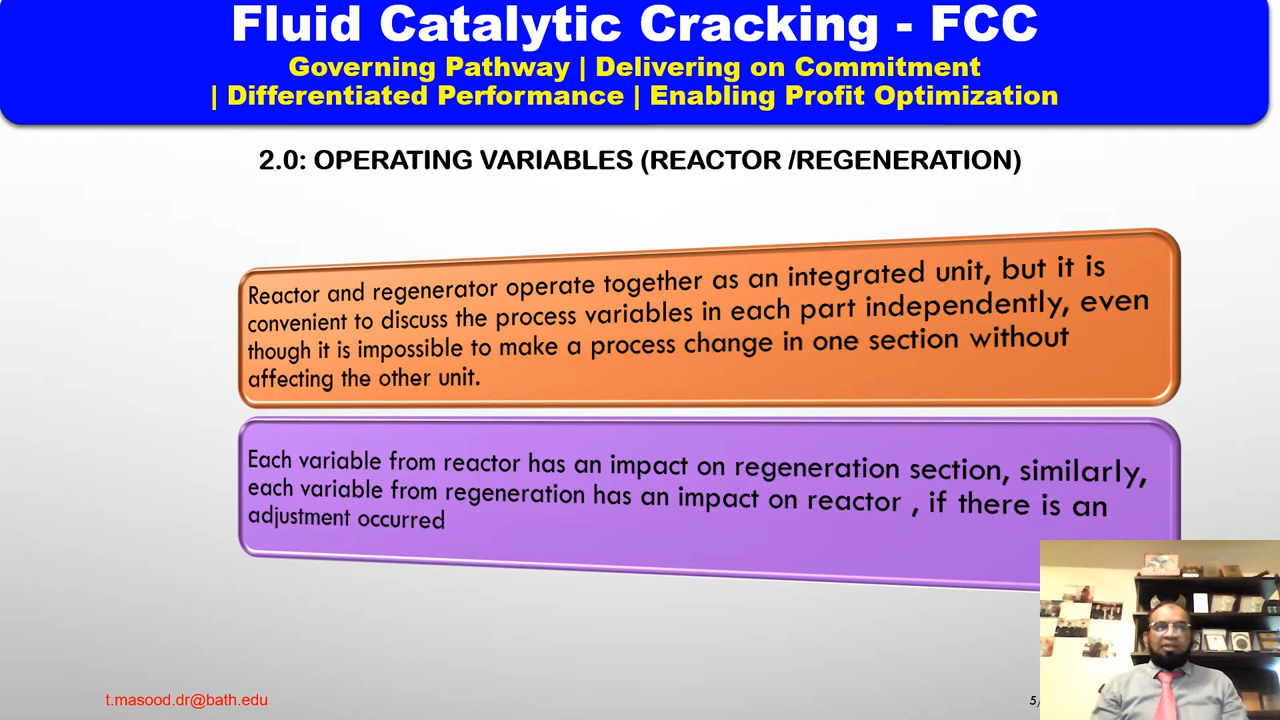 Fluid Catalytic Cracking - FCC
Governing Pathway | Delivering on Commitment
| Differentiated Performance | Enabling Profit Optimization
2.0: OPERATING VARIABLES (REACTOR /REGENERATION)
Reactor and regenerator operate together as an integrated unit, but it is
convenient to discuss the process variables in each part independently, even
though it is impossible to make a process change in one section without
affecting the other unit.
Each variable from reactor has an impact on regeneration section, similarly,
each variable from regeneration has an impact on reactor , if there is an
adjustment occurred
t.masood.dr@bath.edu
5/